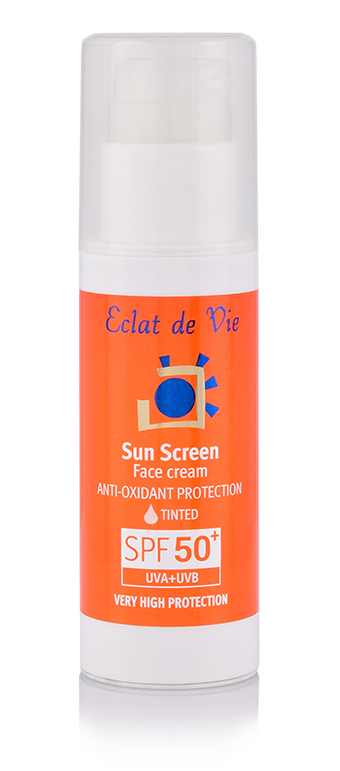 Eclat de Vie
Sun Screen
Face cream
ANTI-OXIDANT PROTECTION
TINTED
SPF 50+
UVA+UVB
VERY HIGH PROTECTION